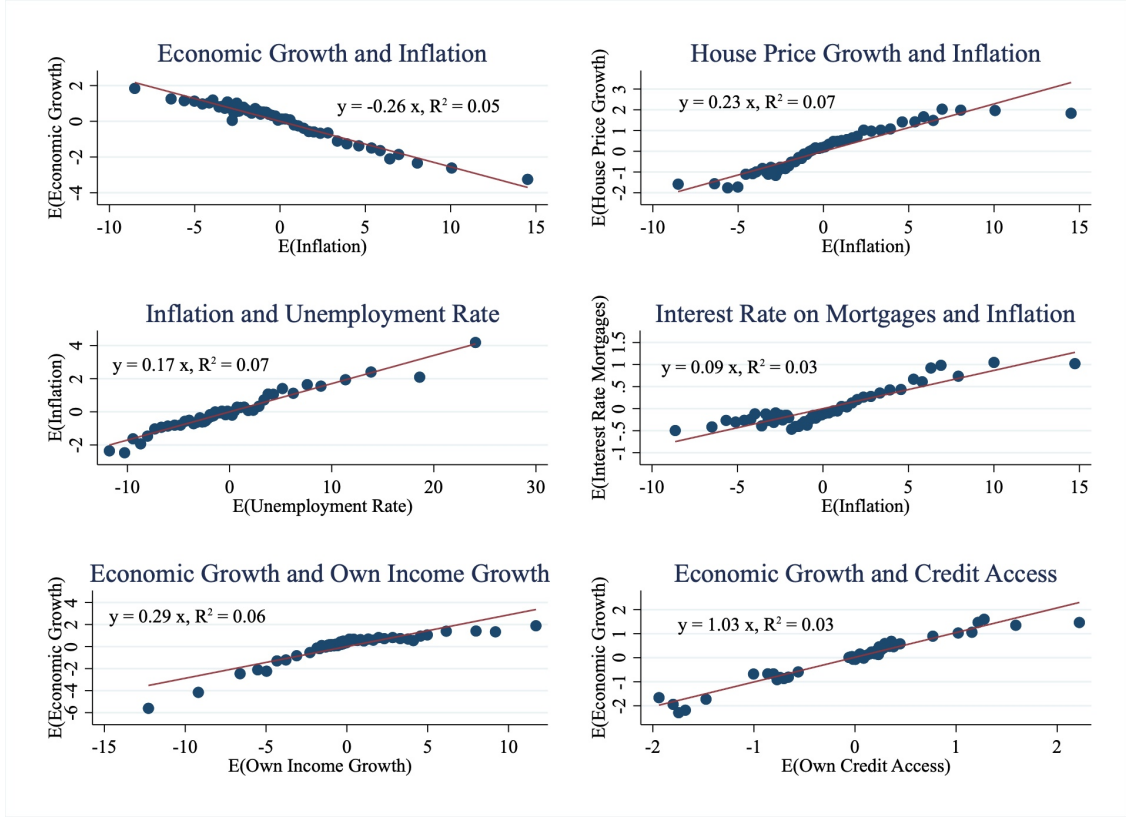 Economic Growth and Inflation
E(Economic Growth)
2
0
-2
-4
y = -0.26 x, R² = 0.05
-10 -5 0 5 10 15
E(Inflation)
House Price Growth and Inflation
E(House Price Growth)
3
2
1
0
-1
-2
y = 0.23 x, R² = 0.07
-10 -5 0 5 10 15
E(Inflation)
Inflation and Unemployment Rate
E(Inflation)
4
2
0
-2
y = 0.17 x, R² = 0.07
-10 0 10 20 30
E(Unemployment Rate)
Interest Rate on Mortgages and Inflation
E(Interest Rate Mortgages)
1.5
1
.5
0
-.5
-1
y = 0.09 x, R² = 0.03
-10 -5 0 5 10 15
E(Inflation)
Economic Growth and Own Income Growth
E(Economic Growth)
4
2
0
-2
-4
-6
y = 0.29 x, R² = 0.06
-15 -10 -5 0 5 10
E(Own Income Growth)
Economic Growth and Credit Access
E(Economic Growth)
2
1
0
-1
-2
y = 1.03 x, R² = 0.03
-2 -1 0 1 2
E(Own Credit Access)